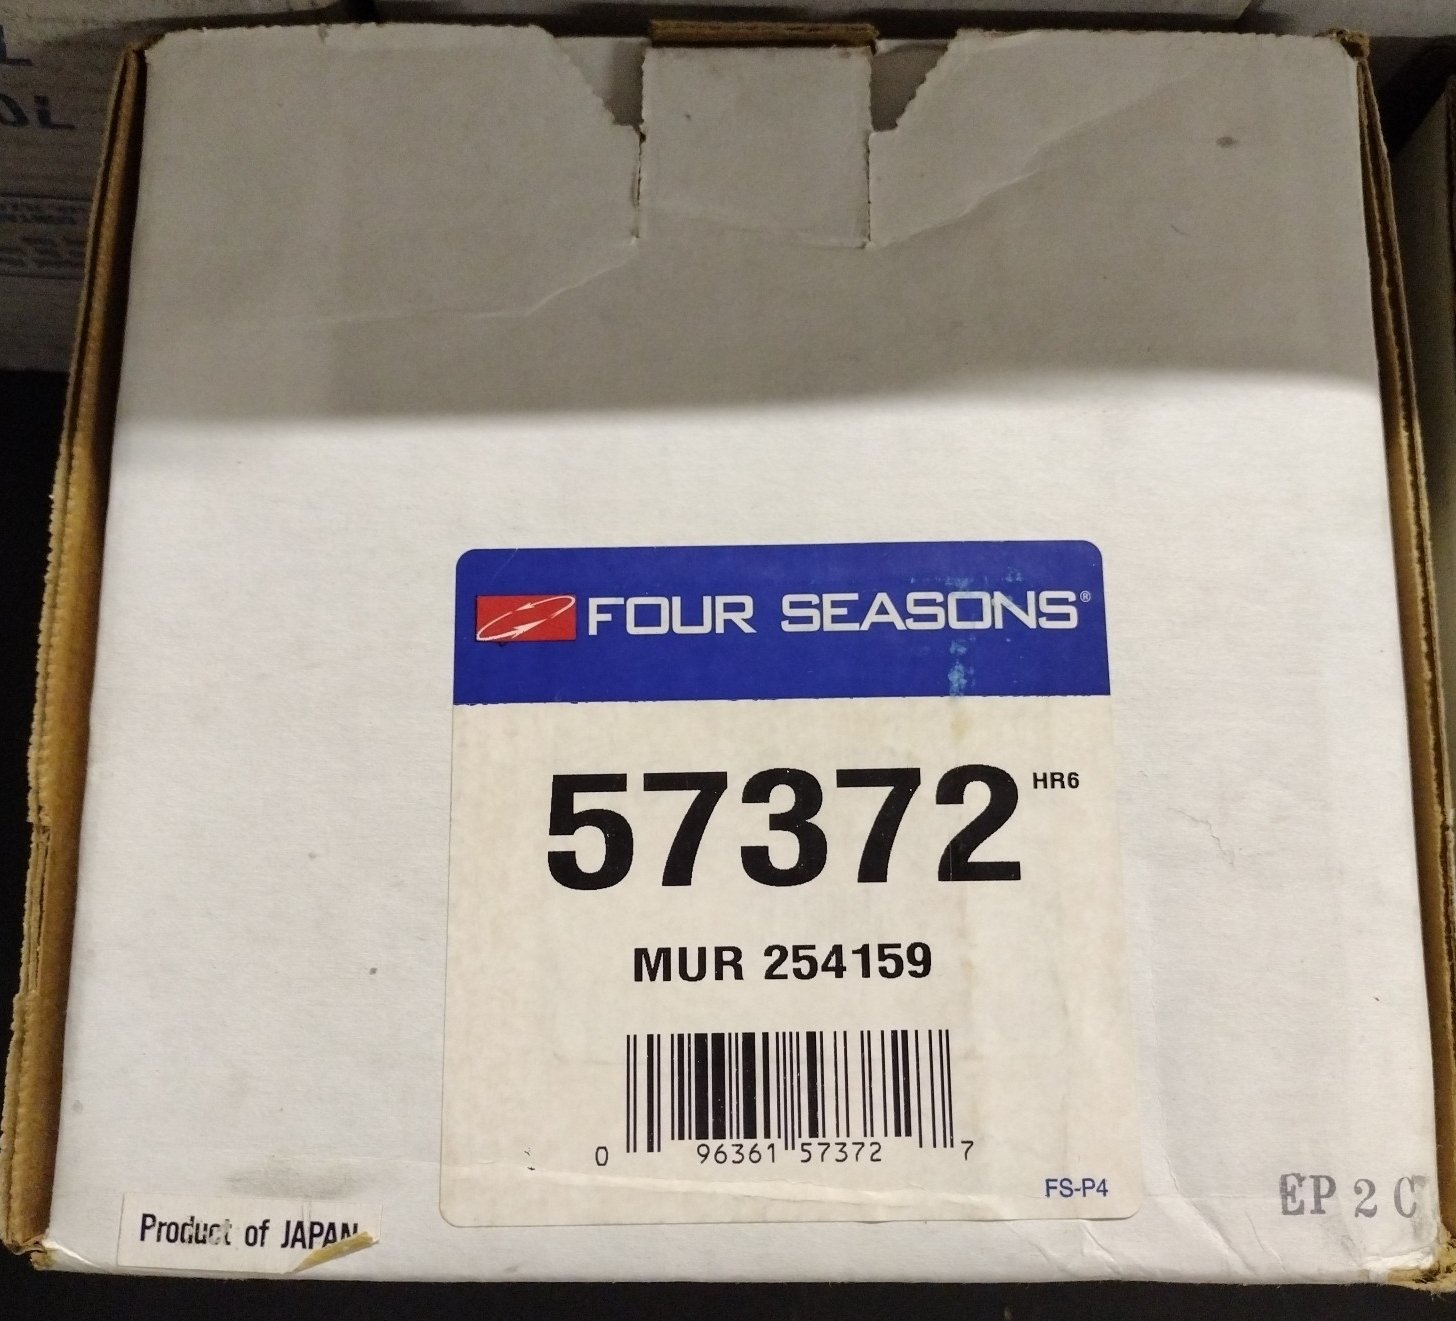 FOUR SEASONS®
57372 HR6
MUR 254159
0 96361 57372 7
FS-P4
EP 2 C
Product of JAPAN